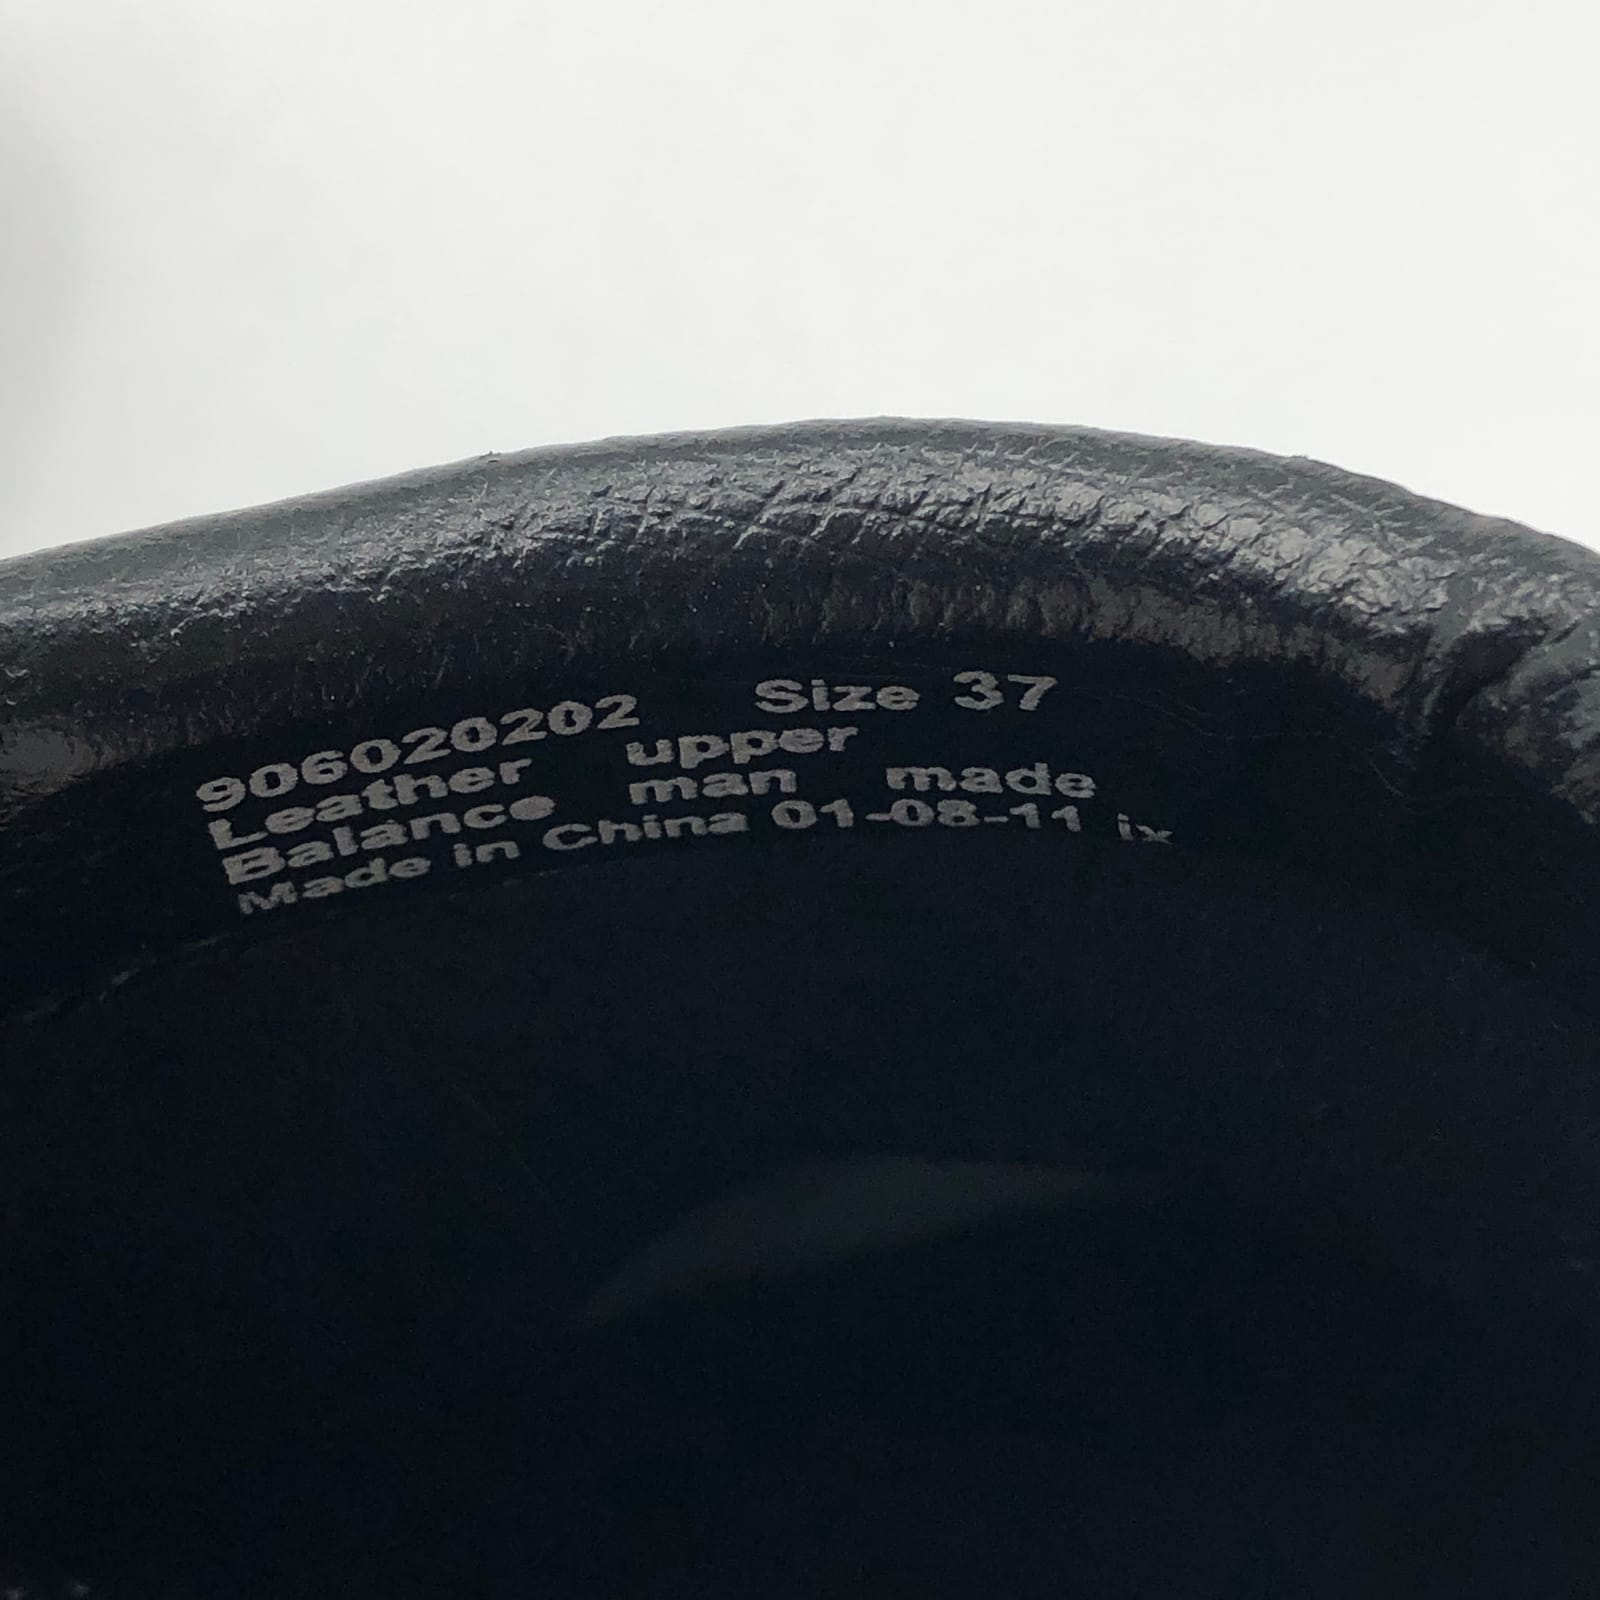 906020202 Size 37
Leather upper
Balance man made
Made in China 01-08-11 ix